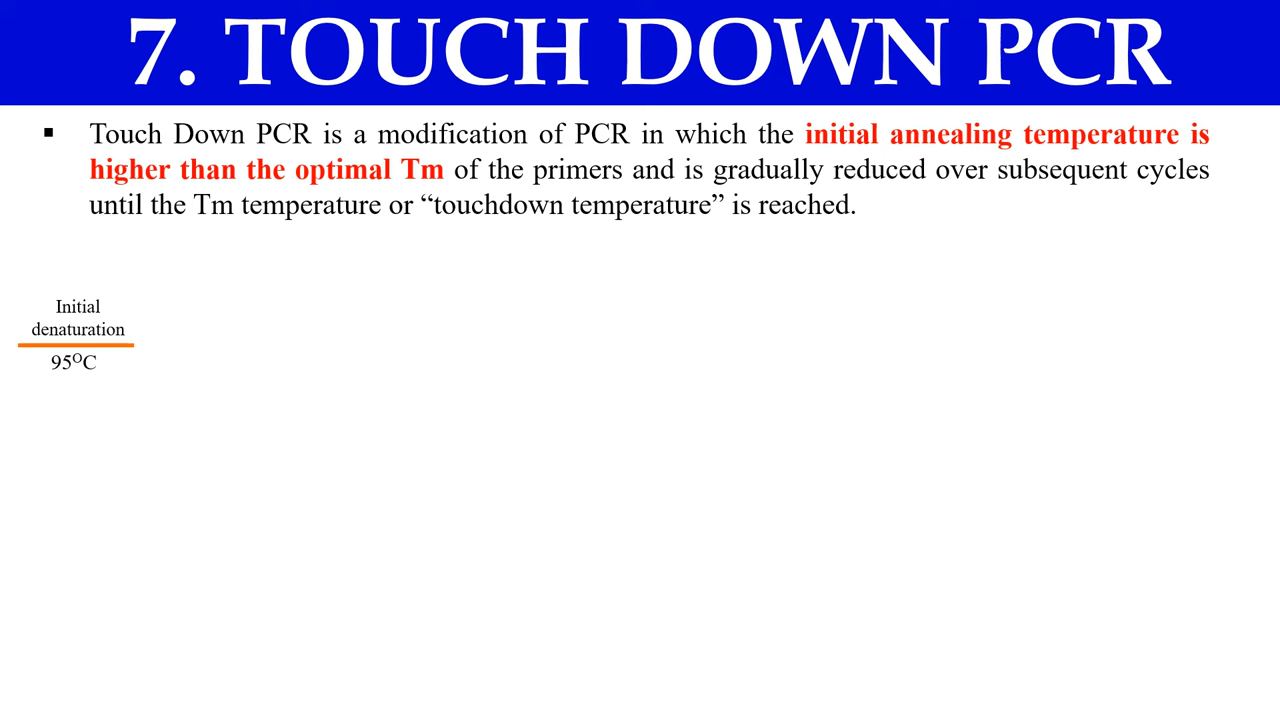 7. TOUCH DOWN PCR
▪ Touch Down PCR is a modification of PCR in which the initial annealing temperature is
higher than the optimal Tm of the primers and is gradually reduced over subsequent cycles
until the Tm temperature or “touchdown temperature” is reached.
Initial
denaturation
95ᴼC